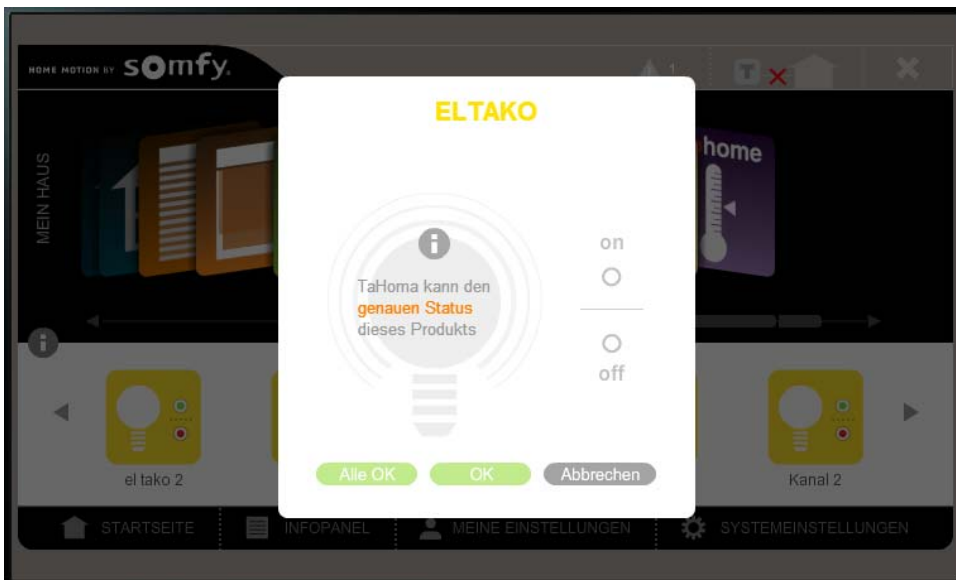 HOME MOTION BY somfy.
1
T
MEIN HAUS
home
ELTAKO
i
TaHoma kann den
genauen Status
dieses Produkts
on
off
i
Alle OK
OK
Abbrechen
el tako 2
Kanal 2
STARTSEITE
INFOPANEL
MEINE EINSTELLUNGEN
SYSTEMEINSTELLUNGEN